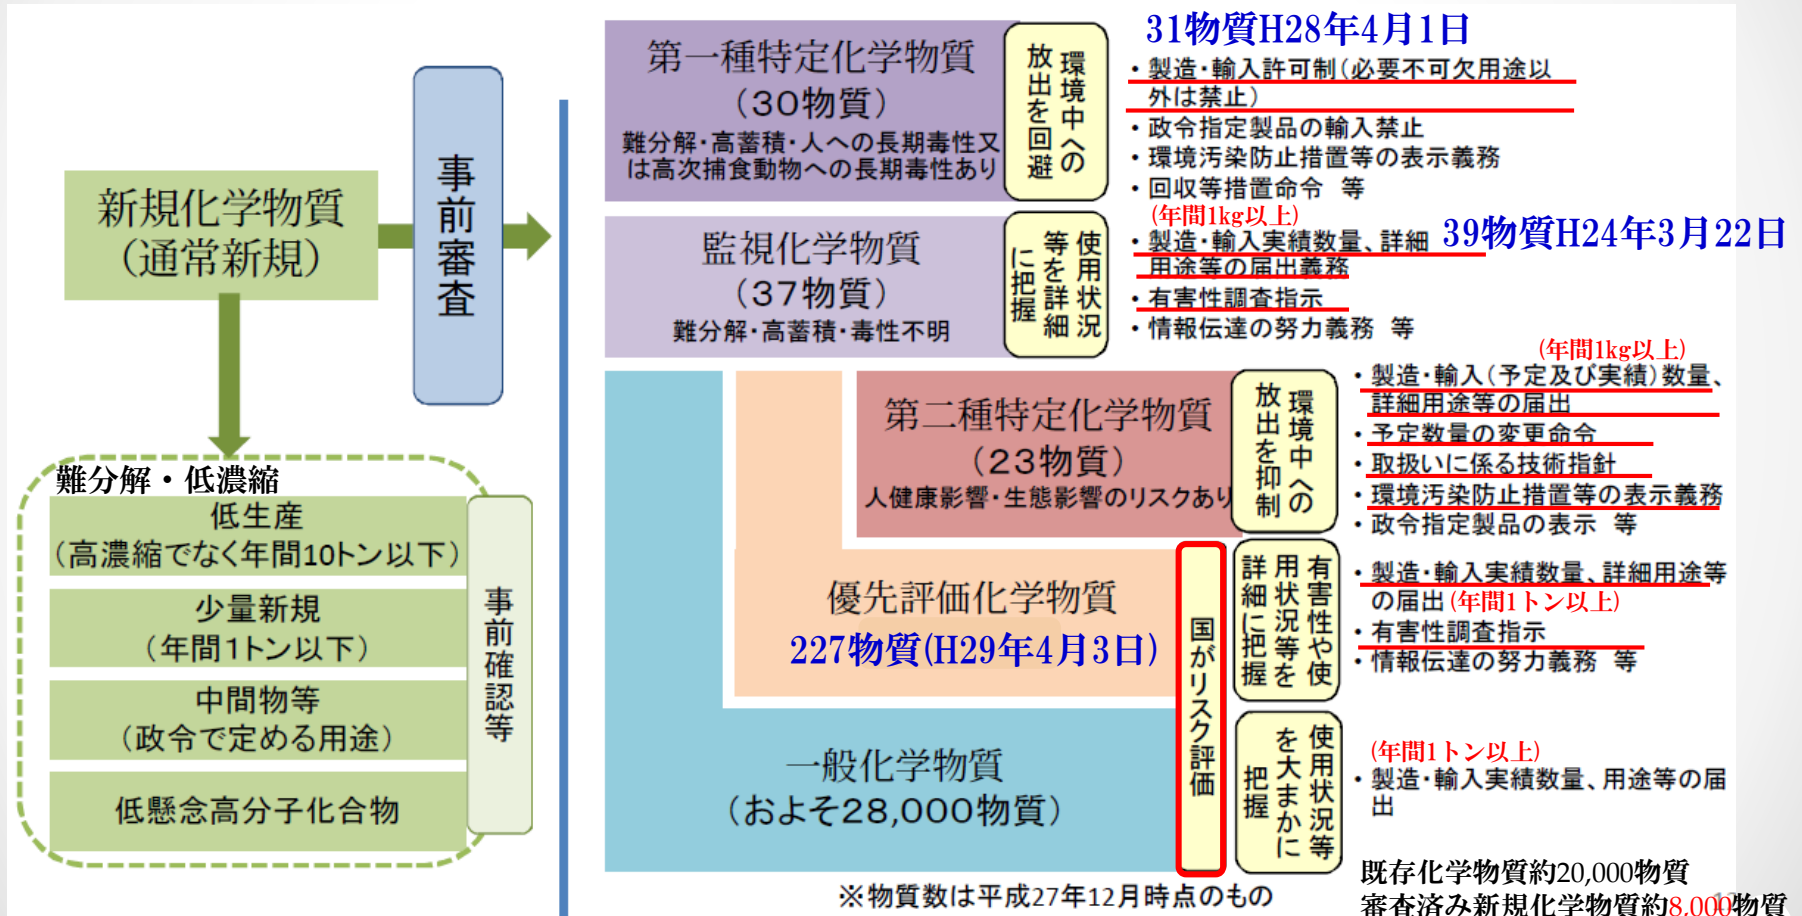 新規化学物質
（通常新規）
事前審査
難分解・低濃縮
低生産
（高濃縮でなく年間10トン以下）
少量新規
（年間1トン以下）
中間物等
（政令で定める用途）
低懸念高分子化合物
事前確認等
第一種特定化学物質
（30物質）
難分解・高蓄積・人への長期毒性又
は高次捕食動物への長期毒性あり
環境中への
放出を回避
31物質H28年4月1日
・製造・輸入許可制（必要不可欠用途以
外は禁止）
・政令指定製品の輸入禁止
・環境汚染防止措置等の表示義務
・回収等措置命令 等
監視化学物質
（37物質）
難分解・高蓄積・毒性不明
使用状況
等を詳細
に把握
(年間1kg以上)
39物質H24年3月22日
・製造・輸入実績数量、詳細
用途等の届出義務
・有害性調査指示
・情報伝達の努力義務 等
第二種特定化学物質
（23物質）
人健康影響・生態影響のリスクあり
環境中への
放出を抑制
(年間1kg以上)
・製造・輸入（予定及び実績）数量、
詳細用途等の届出
・予定数量の変更命令
・取扱いに係る技術指針
・環境汚染防止措置等の表示義務
・政令指定製品の表示 等
優先評価化学物質
227物質(H29年4月3日)
国がリスク評価
有害性や使
用状況等を
詳細に把握
・製造・輸入実績数量、詳細用途等
の届出(年間1トン以上)
・有害性調査指示
・情報伝達の努力義務 等
一般化学物質
（およそ28,000物質）
使用状況等
を大まかに
把握
(年間1トン以上)
・製造・輸入実績数量、用途等の届
出
※物質数は平成27年12月時点のもの
既存化学物質約20,000物質
審査済み新規化学物質約8,000物質